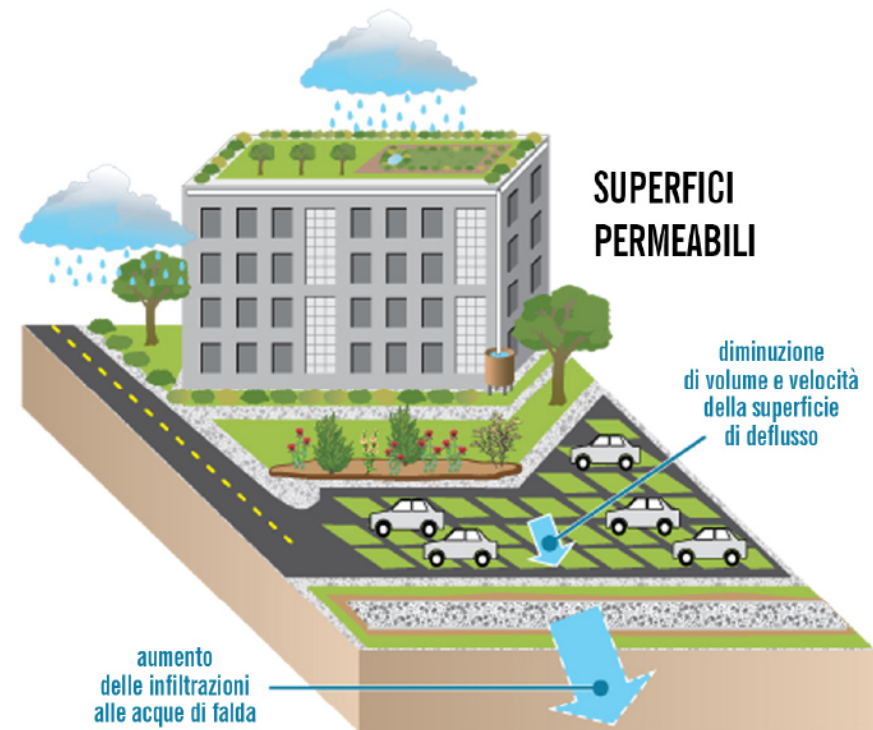 SUPERFICI
PERMEABILI
diminuzione
di volume e velocità
della superficie
di deflusso
aumento
delle infiltrazioni
alle acque di falda